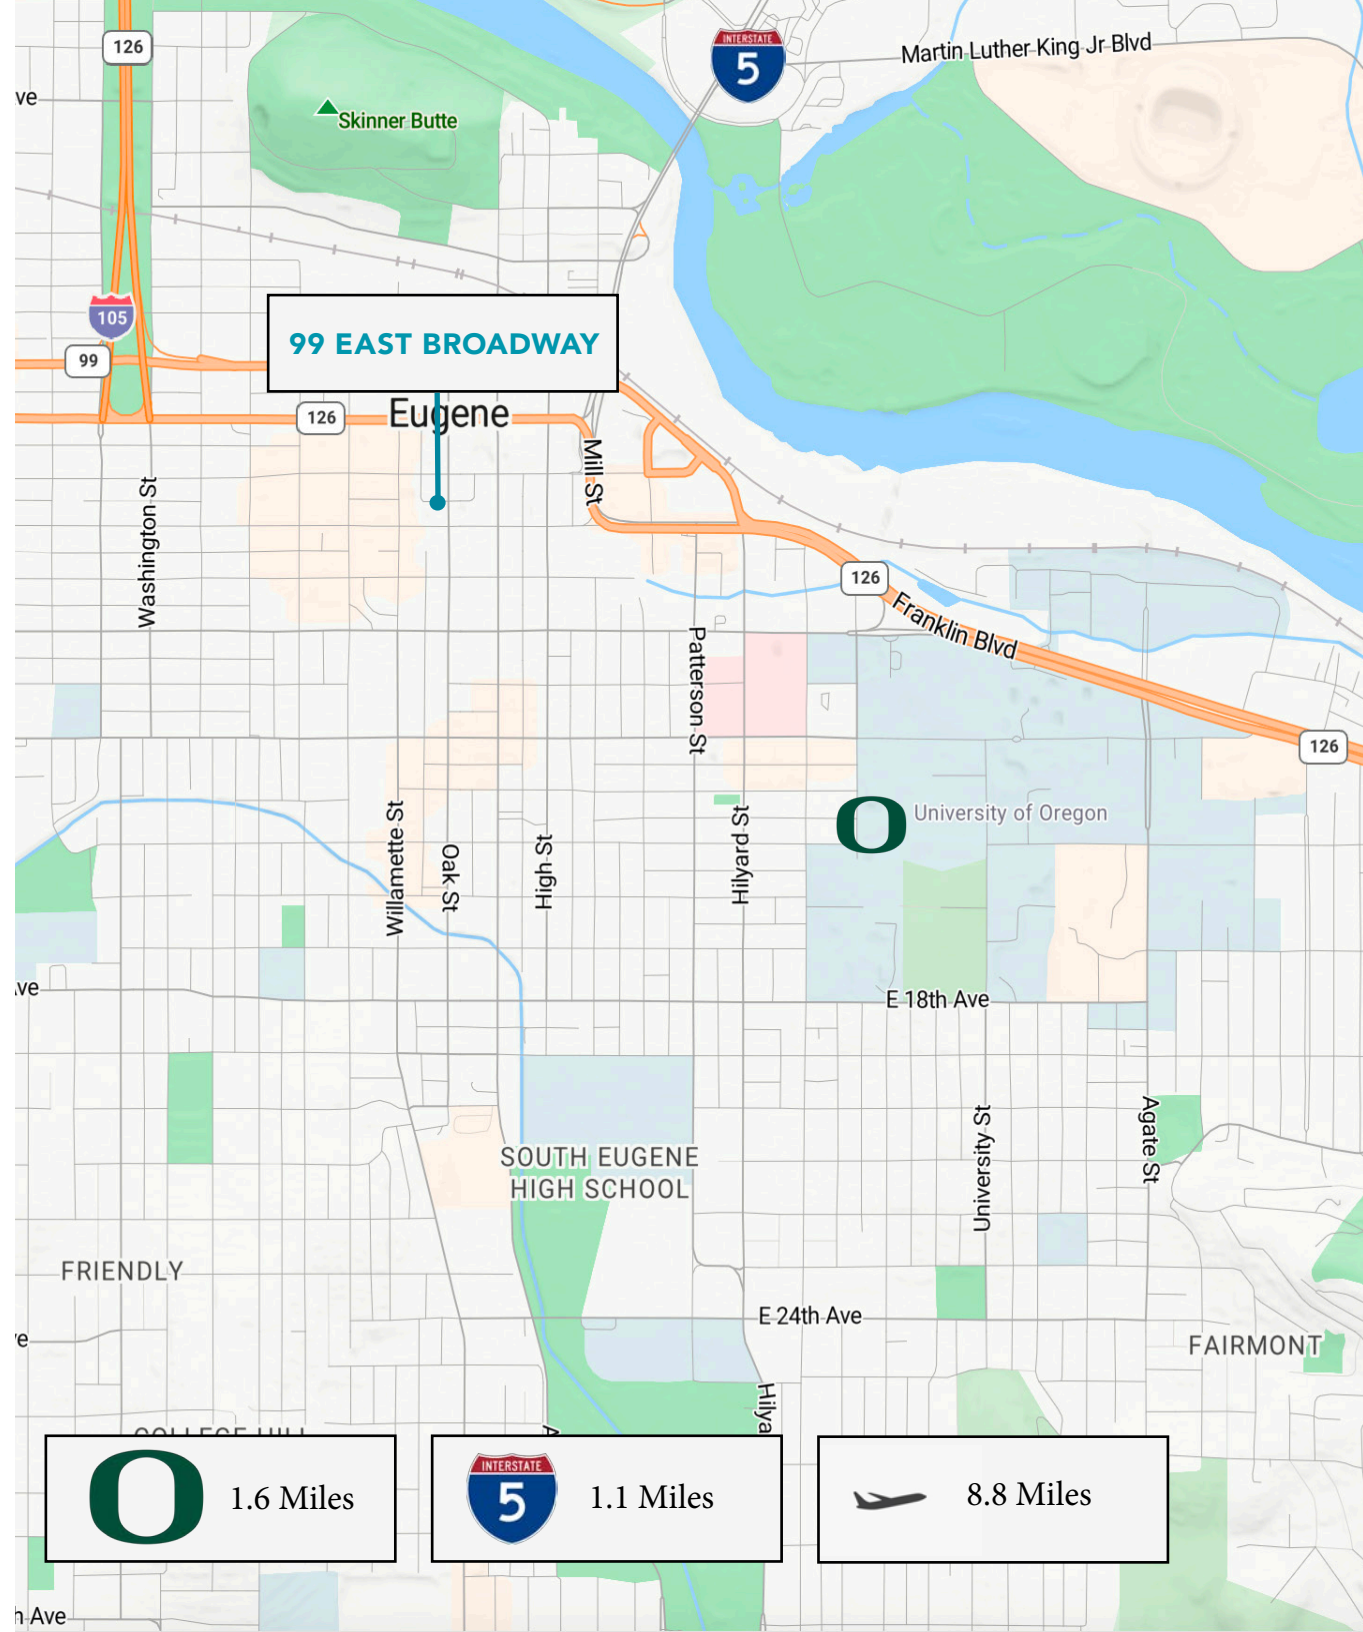 126
INTERSTATE
5
Martin Luther King Jr Blvd
ve
Skinner Butte
105
99
99 EAST BROADWAY
126
Eugene
Mill St
Washington St
126
Franklin Blvd
Patterson St
126
O
University of Oregon
Willamette St
Oak St
High St
Hilyard St
ve
E 18th Ave
University St
Agate St
SOUTH EUGENE
HIGH SCHOOL
FRIENDLY
E 24th Ave
FAIRMONT
Hilya
A
O
1.6 Miles
INTERSTATE
5
1.1 Miles
8.8 Miles
h Ave